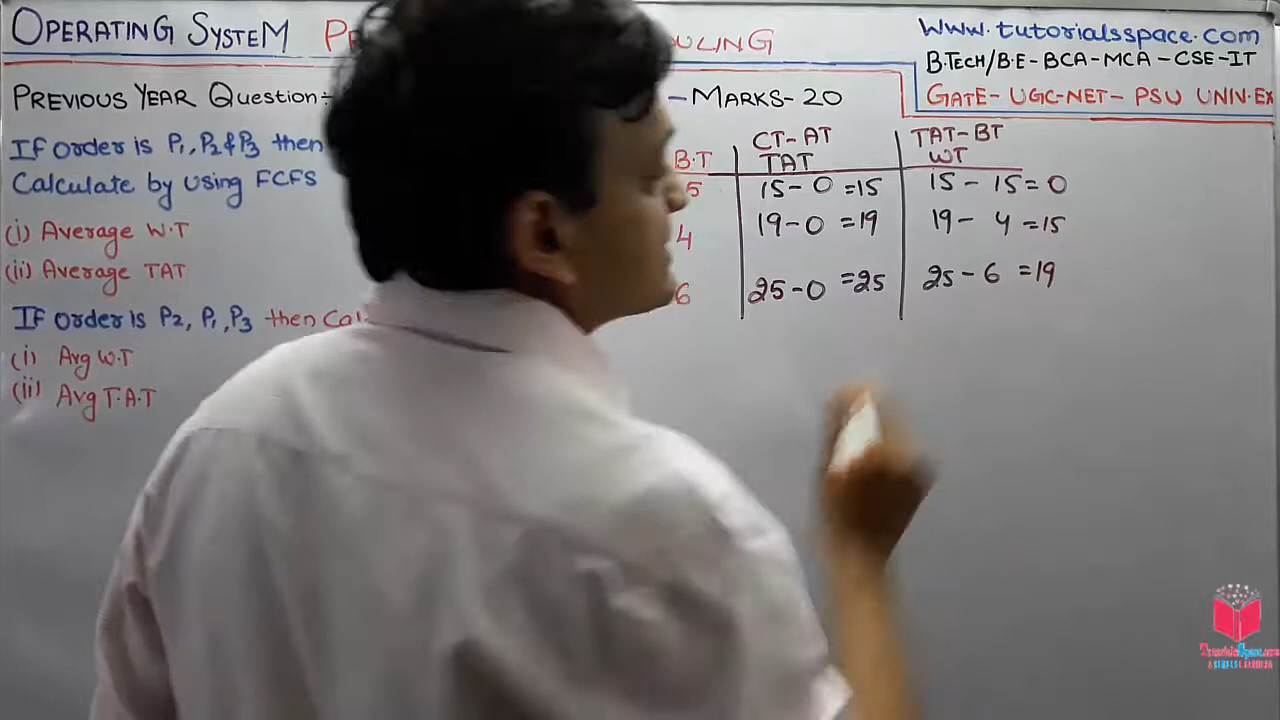 OPERATING SYSTEM
www.tutorialsspace.com
B.TECH/B.E-BCA-MCA-CSE-IT
GATE- UGC-NET- PSU UNIV.EX
PREVIOUS YEAR Question:- -MARKS-20
If order is P1, P2 & P3 then
Calculate by using FCFS
(i) Average W.T
(ii) Average TAT
If order is P2, P1, P3 then Cal
(i) Avg W.T
(ii) Avg T.A.T
B.T CT-AT TAT TAT-BT WT
5 15-0=15 15-15=0
4 19-0=19 19-4=15
6 25-0=25 25-6=19